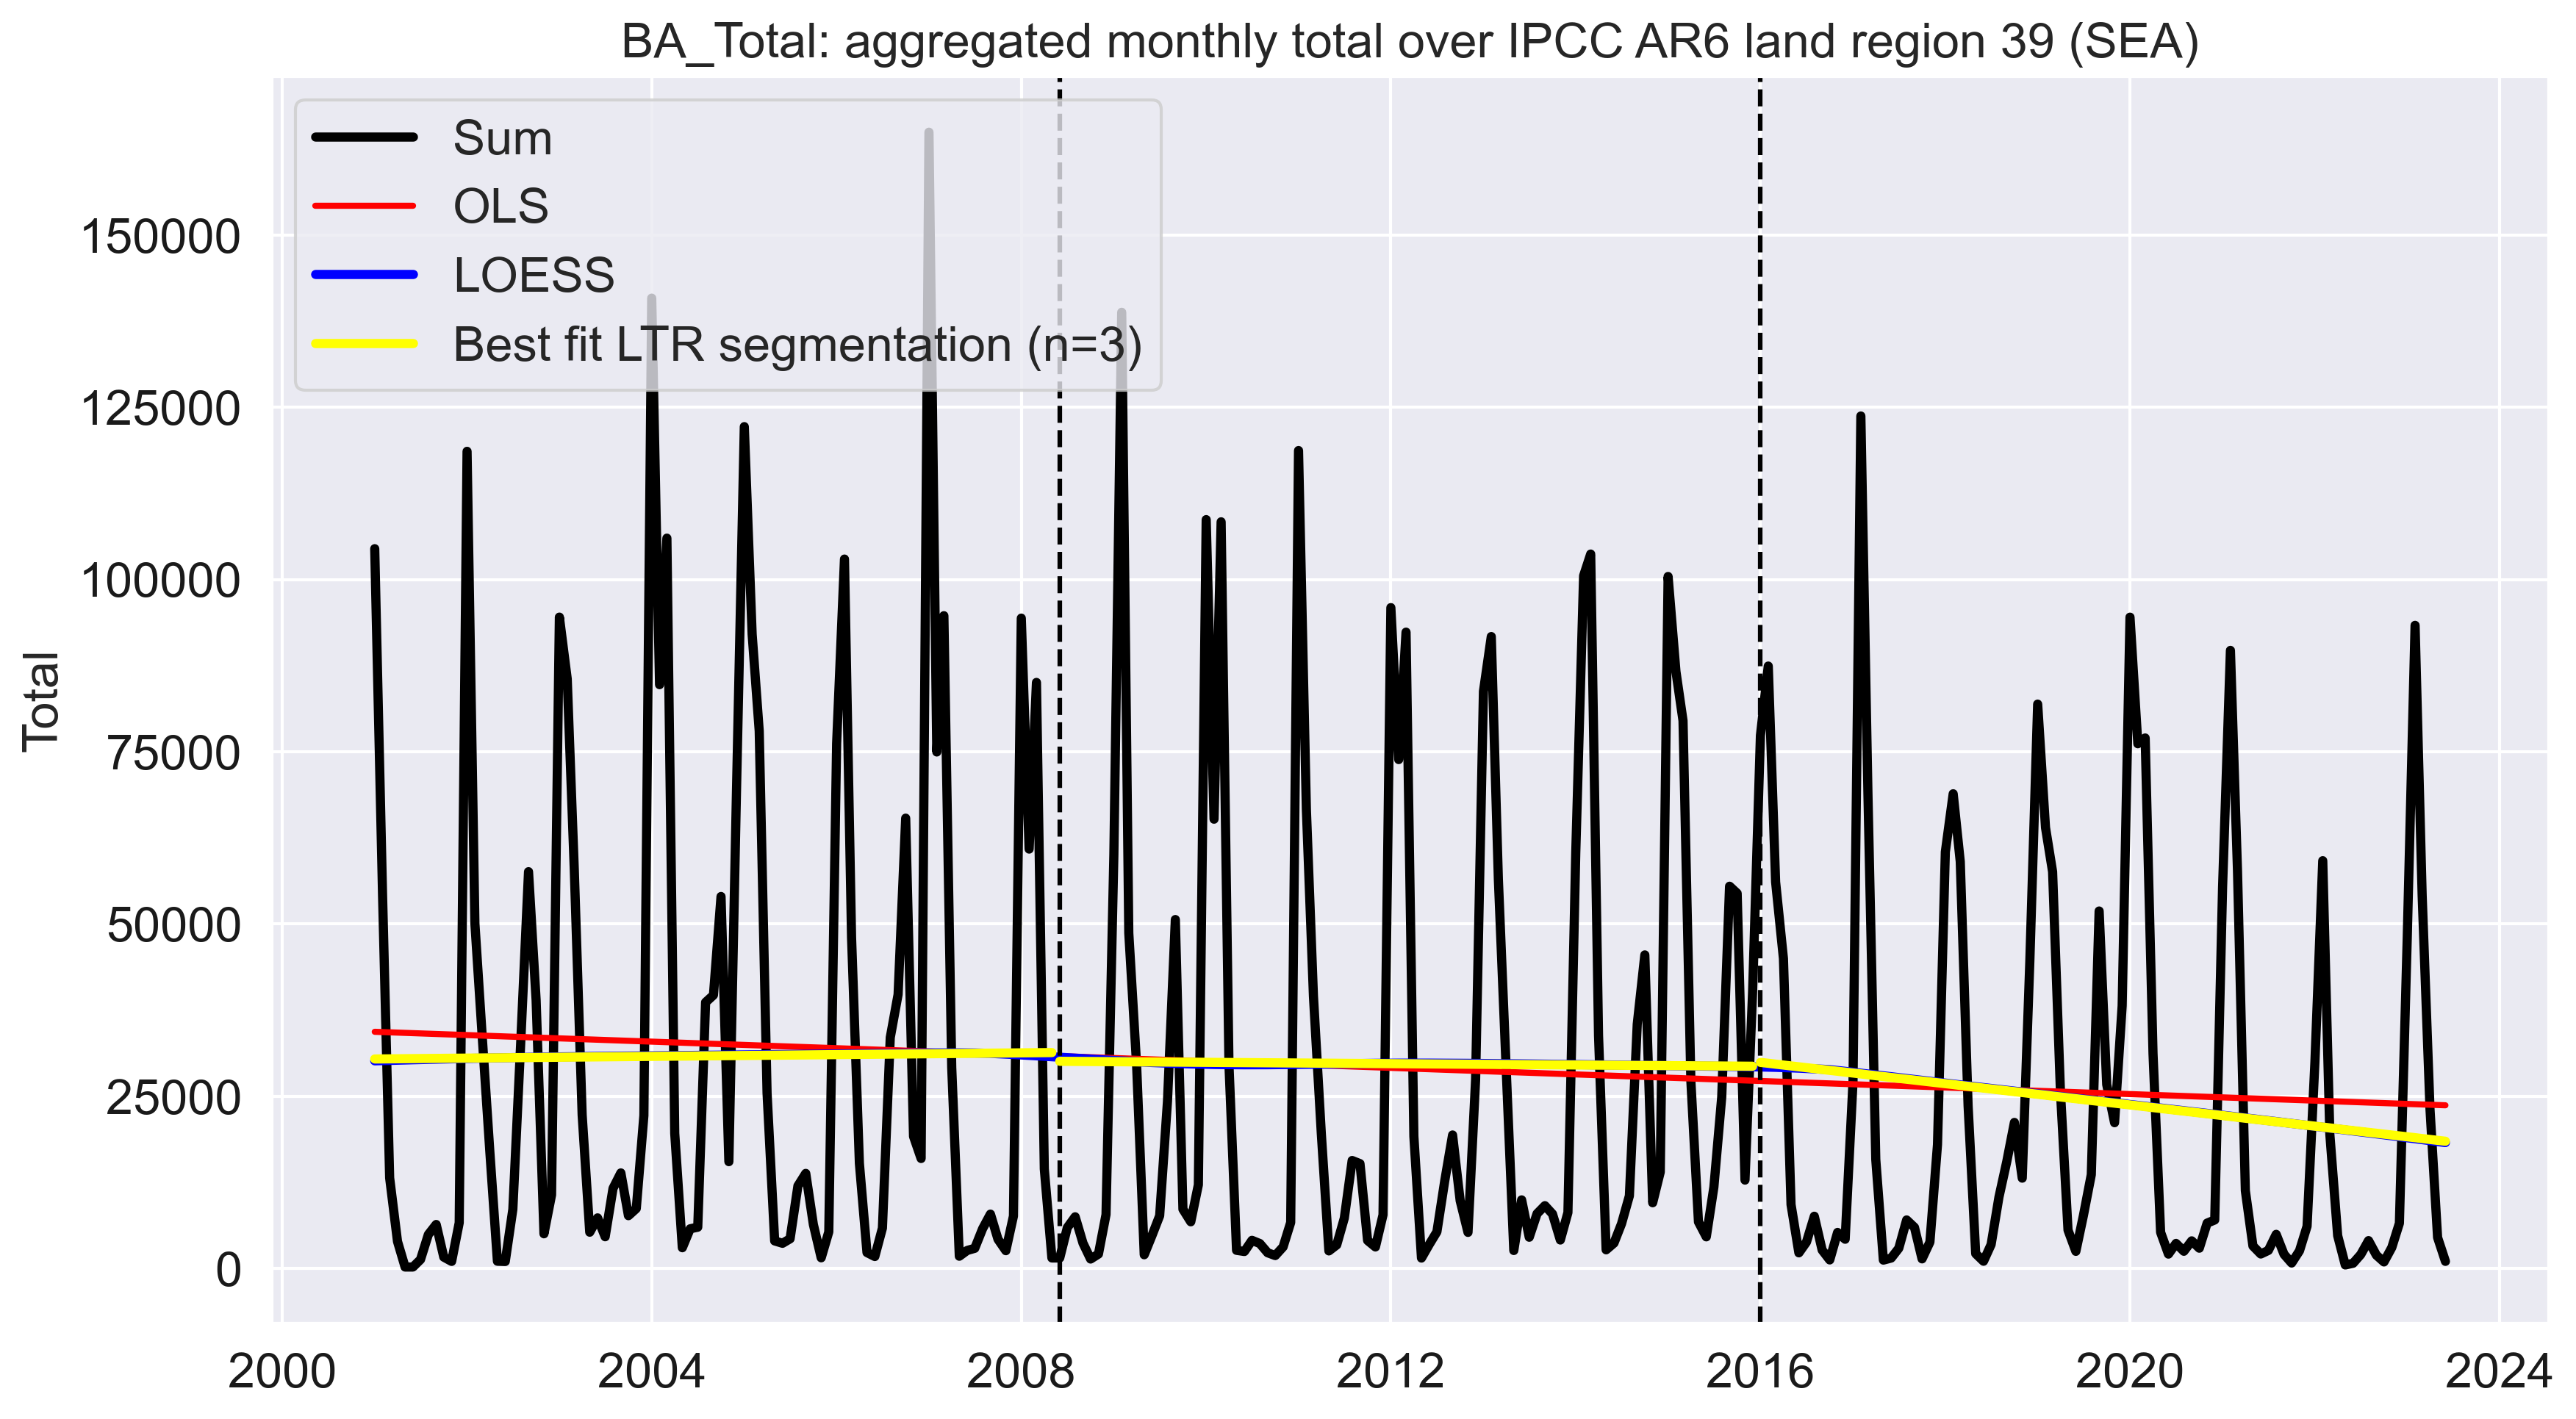 BA_Total: aggregated monthly total over IPCC AR6 land region 39 (SEA)
Sum
OLS
LOESS
Best fit LTR segmentation (n=3)
150000
125000
100000
75000
50000
25000
0
Total
2000
2004
2008
2012
2016
2020
2024